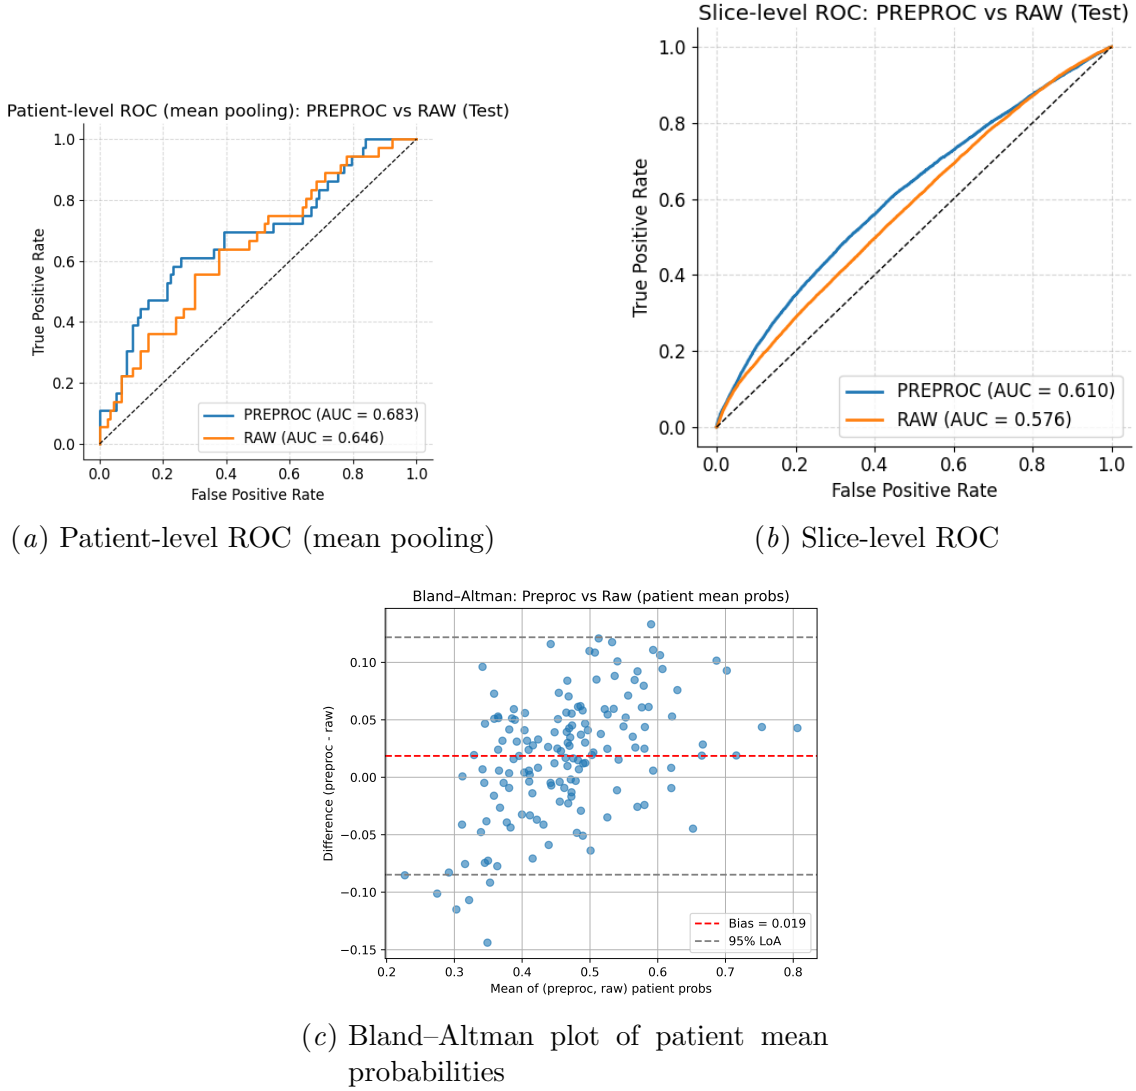 Patient-level ROC (mean pooling): PREPROC vs RAW (Test)
1.0
0.8
0.6
0.4
0.2
0.0
True Positive Rate
PREPROC (AUC = 0.683)
RAW (AUC = 0.646)
0.0 0.2 0.4 0.6 0.8 1.0
False Positive Rate
(a) Patient-level ROC (mean pooling)
Slice-level ROC: PREPROC vs RAW (Test)
1.0
0.8
0.6
0.4
0.2
0.0
True Positive Rate
PREPROC (AUC = 0.610)
RAW (AUC = 0.576)
0.0 0.2 0.4 0.6 0.8 1.0
False Positive Rate
(b) Slice-level ROC
Bland–Altman: Preproc vs Raw (patient mean probs)
0.10
0.05
0.00
−0.05
−0.10
−0.15
Difference (preproc - raw)
Bias = 0.019
95% LoA
0.2 0.3 0.4 0.5 0.6 0.7 0.8
Mean of (preproc, raw) patient probs
(c) Bland–Altman plot of patient mean
probabilities